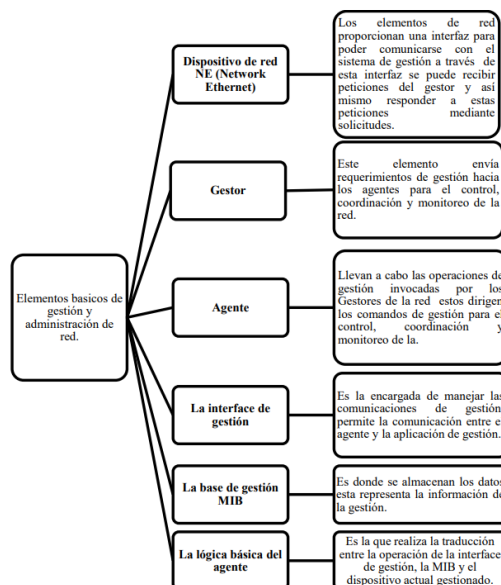 Los elementos de red
proporcionan una interfaz para
poder comunicarse con el
sistema de gestión a través de
esta interfaz se puede recibir
peticiones del gestor y así
mismo responder a estas
peticiones mediante
solicitudes.
Dispositivo de red
NE (Network
Ethernet)
Este elemento envía
requerimientos de gestión hacia
los agentes para el control,
coordinación y monitoreo de la
red.
Gestor
Elementos basicos de
gestión y
administración de
red.
Llevan a cabo las operaciones de
gestión invocadas por los
Gestores de la red estos dirigen
los comandos de gestión para el
control, coordinación y
monitoreo de la.
Agente
Es la encargada de manejar las
comunicaciones de gestión
permite la comunicación entre e
agente y la aplicación de gestión.
La interface de
gestión
Es donde se almacenan los datos
esta representa la información de
la gestión.
La base de gestión
MIB
Es la que realiza la traducción
entre la operación de la interface
de gestión, la MIB y el
dispositivo actual gestionado.
La lógica básica del
agente